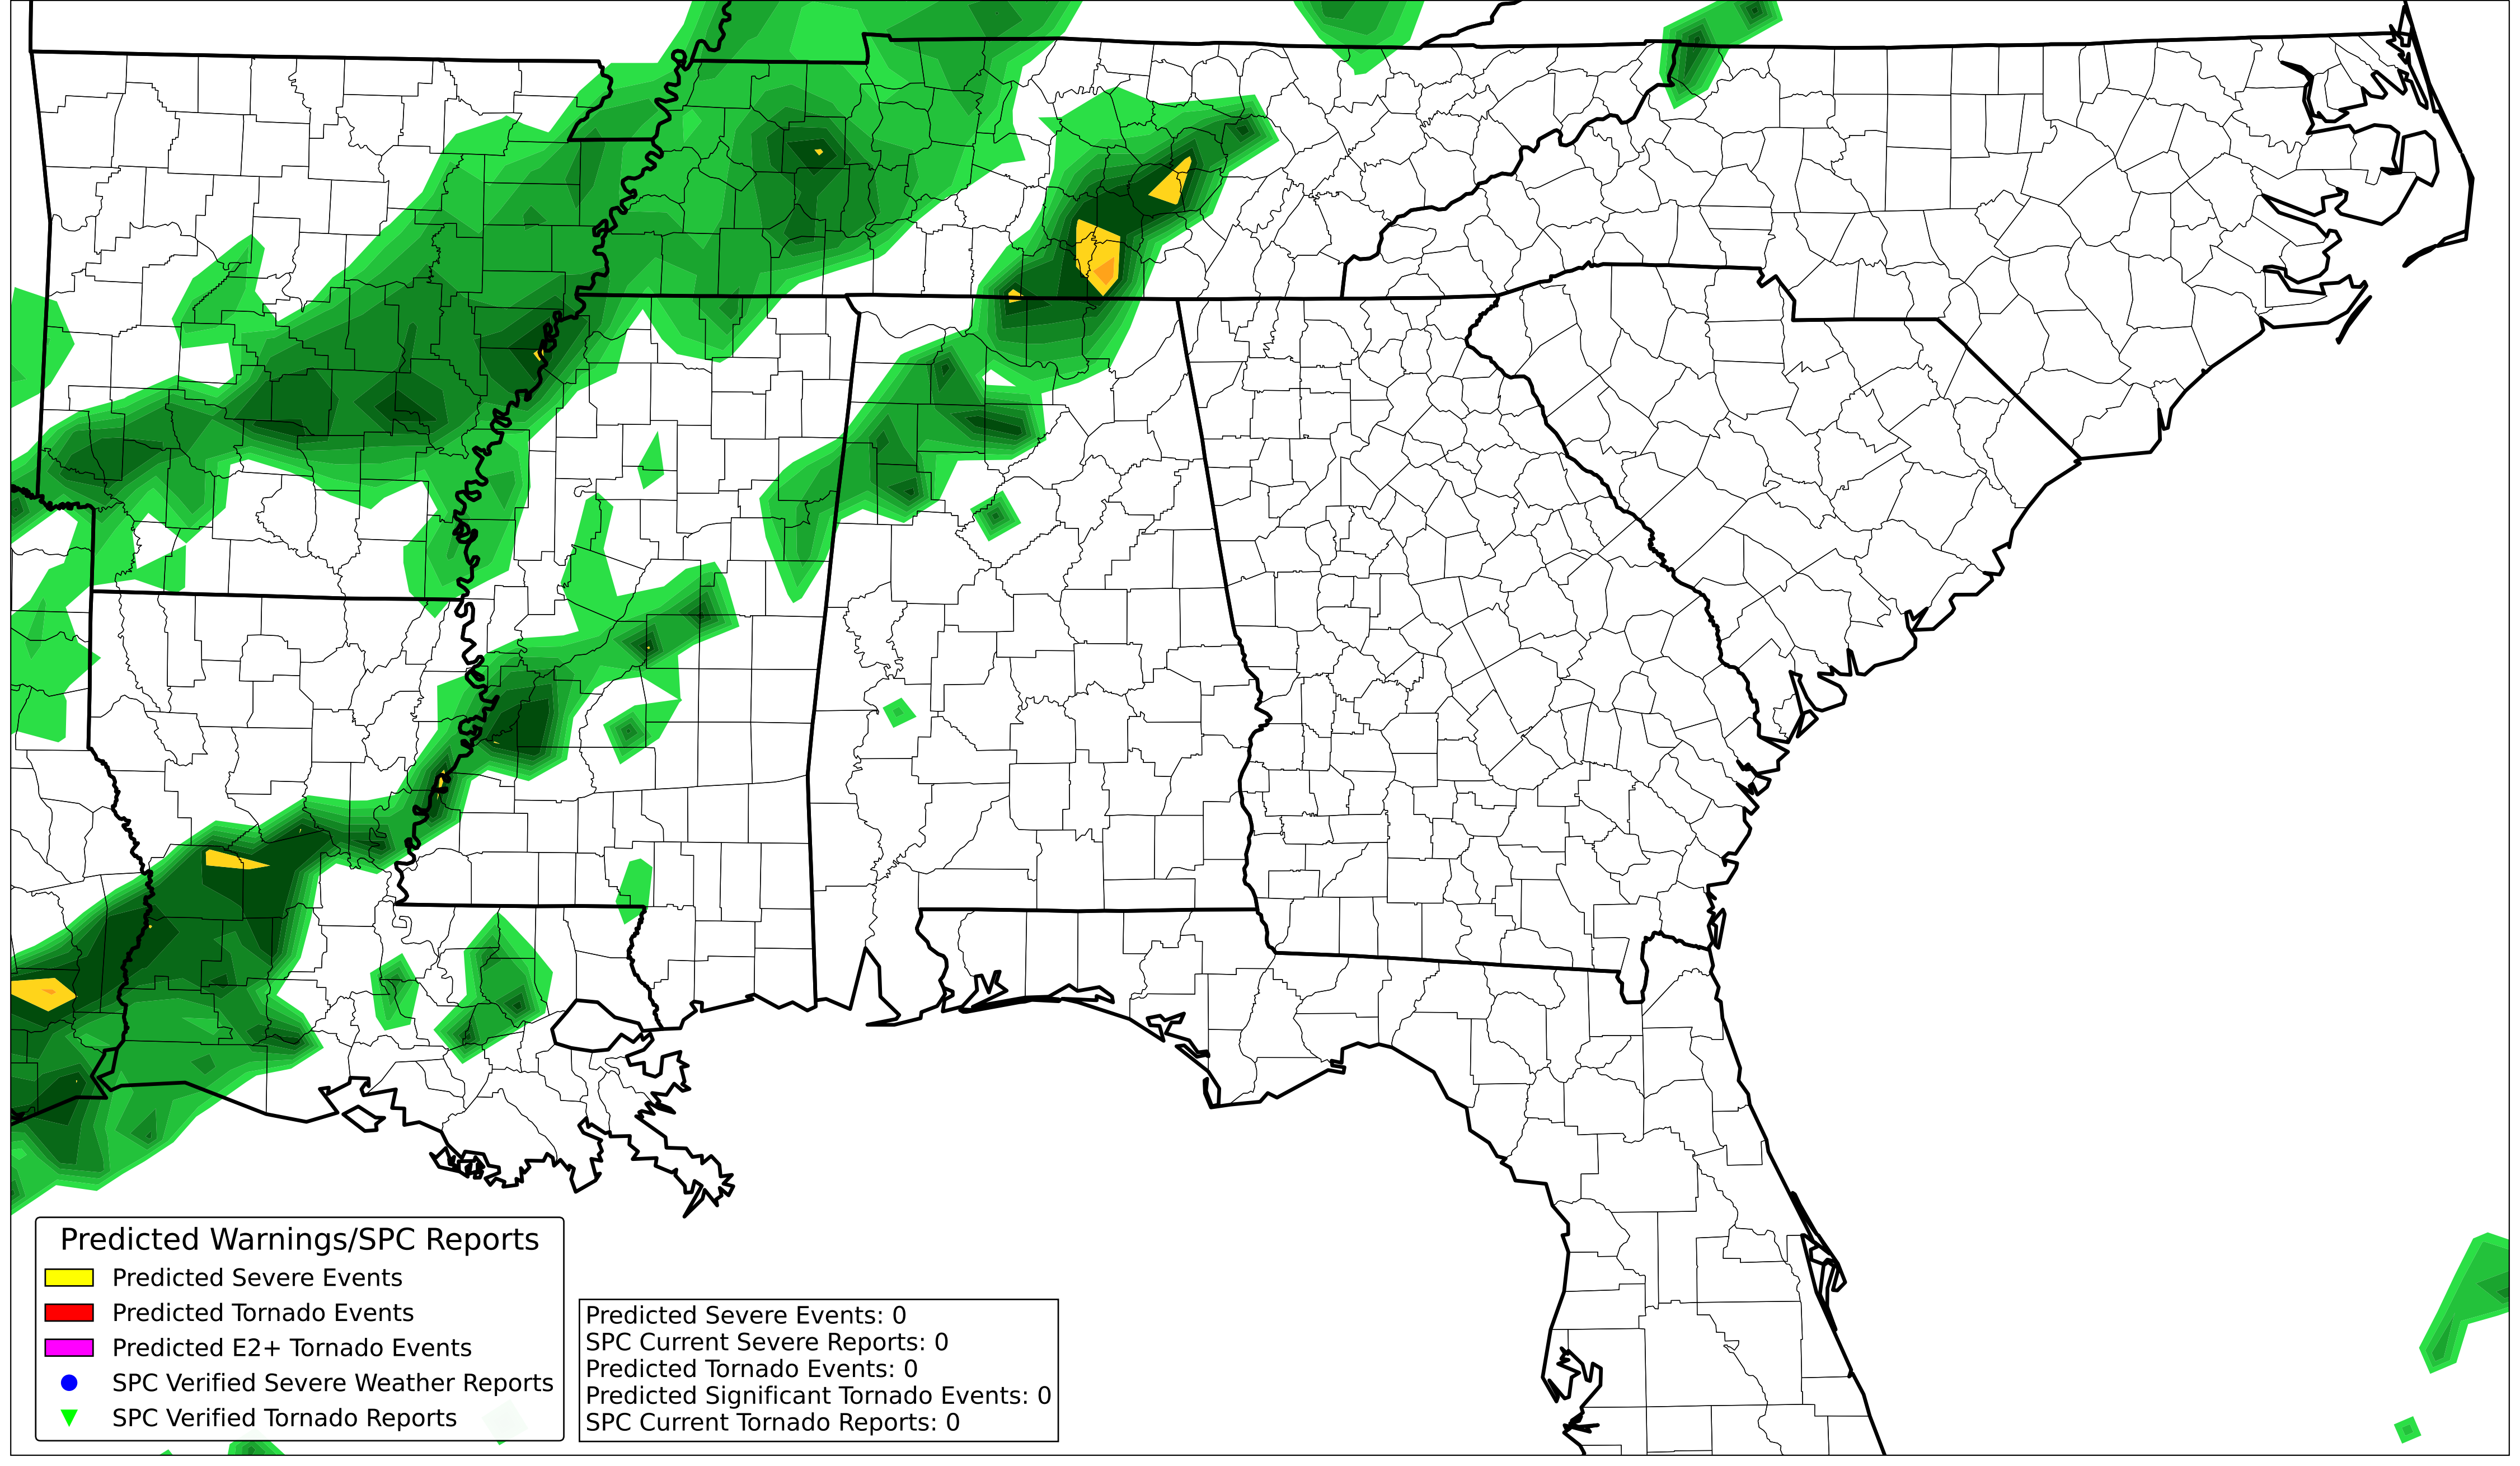 Predicted Warnings/SPC Reports
Predicted Severe Events
Predicted Tornado Events
Predicted E2+ Tornado Events
SPC Verified Severe Weather Reports
SPC Verified Tornado Reports
Predicted Severe Events: 0
SPC Current Severe Reports: 0
Predicted Tornado Events: 0
Predicted Significant Tornado Events: 0
SPC Current Tornado Reports: 0